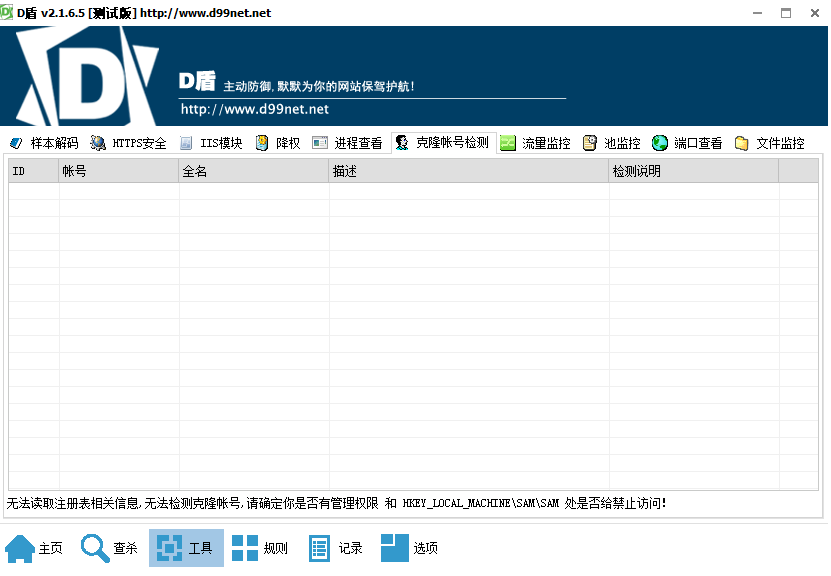 D盾 v2.1.6.5 [测试版] http://www.d99net.net
D盾 主动防御,默默为你的网站保驾护航!
http://www.d99net.net
样本解码 HTTPS安全 IIS模块 降权 进程查看 克隆帐号检测 流量监控 池监控 端口查看 文件监控
ID 帐号 全名 描述 检测说明
无法读取注册表相关信息,无法检测克隆帐号,请确定你是否有管理权限 和 HKEY_LOCAL_MACHINE\SAM\SAM 处是否给禁止访问!
主页 查杀 工具 规则 记录 选项